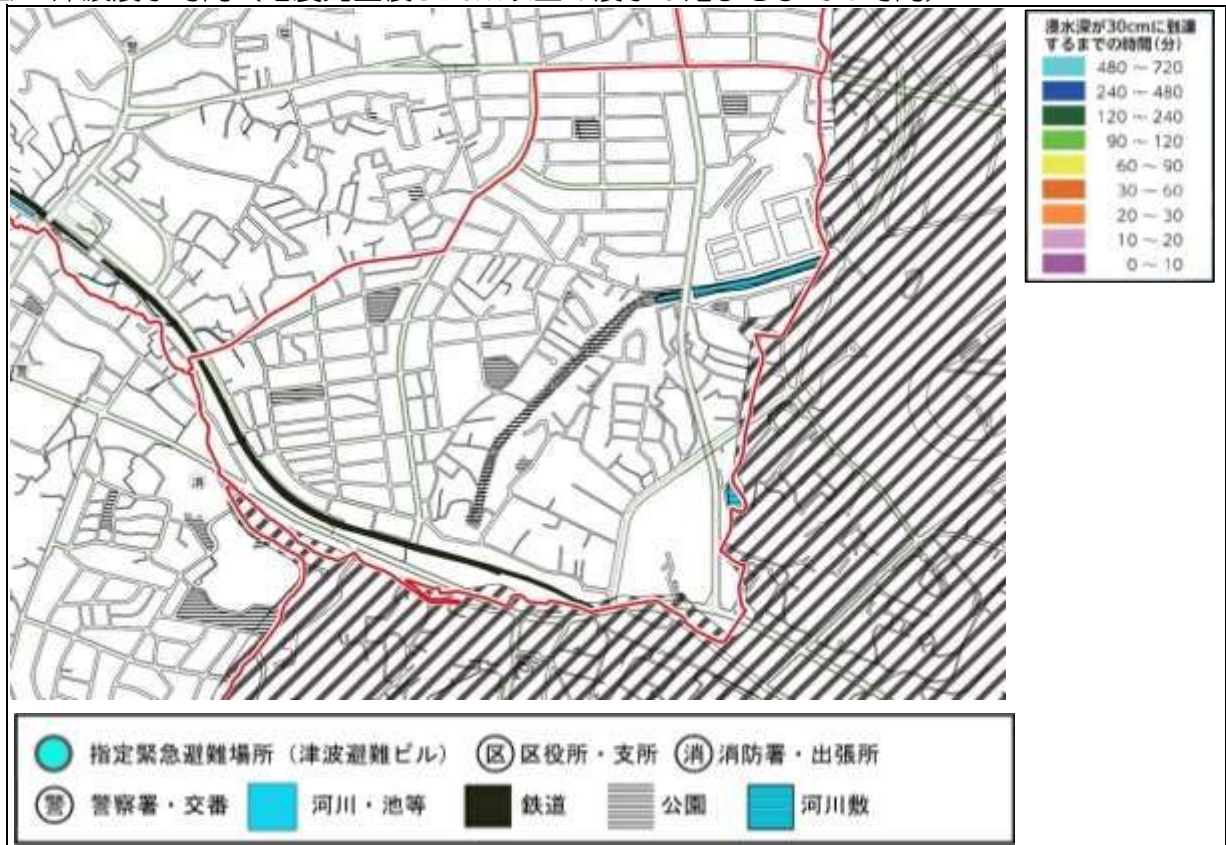 浸水深が30cmに到達
するまでの時間(分)
480 ～ 720
240 ～ 480
120 ～ 240
90 ～ 120
60 ～ 90
30 ～ 60
20 ～ 30
10 ～ 20
0 ～ 10
消
指定緊急避難場所（津波避難ビル） 区 区役所・支所 消 消防署・出張所
警 警察署・交番 河川・池等 鉄道 公園 河川敷